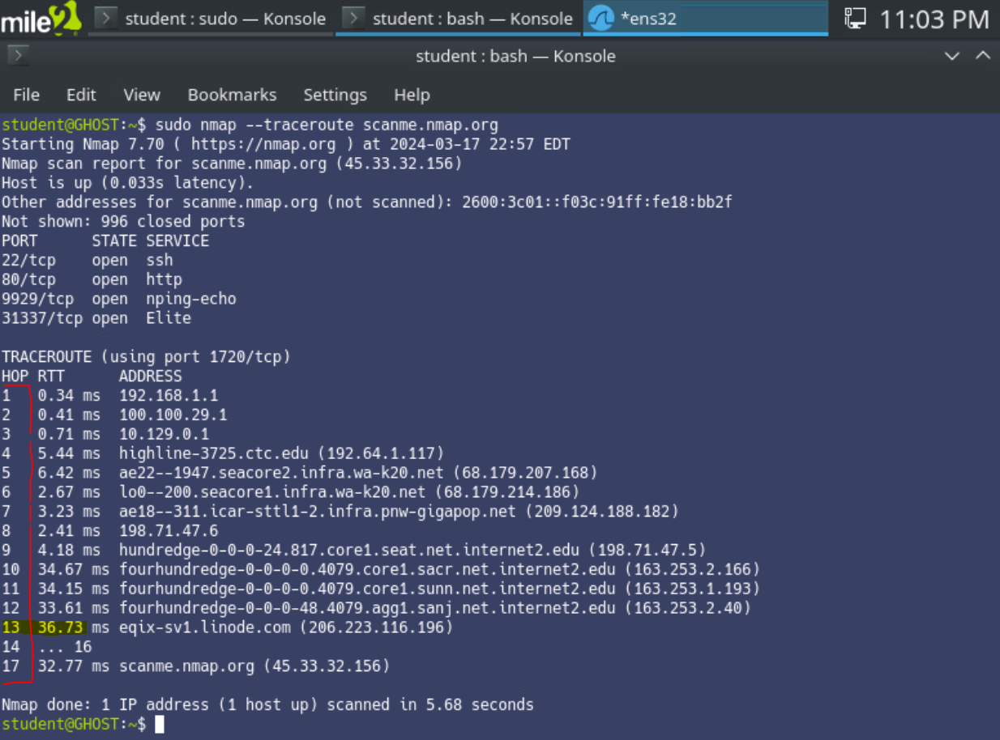 mile2 student : sudo — Konsole student : bash — Konsole *ens32 11:03 PM
student : bash — Konsole
File Edit View Bookmarks Settings Help
student@GHOST:~$ sudo nmap --traceroute scanme.nmap.org
Starting Nmap 7.70 ( https://nmap.org ) at 2024-03-17 22:57 EDT
Nmap scan report for scanme.nmap.org (45.33.32.156)
Host is up (0.033s latency).
Other addresses for scanme.nmap.org (not scanned): 2600:3c01::f03c:91ff:fe18:bb2f
Not shown: 996 closed ports
PORT      STATE SERVICE
22/tcp    open  ssh
80/tcp    open  http
9929/tcp  open  nping-echo
31337/tcp open  Elite
TRACEROUTE (using port 1720/tcp)
HOP RTT      ADDRESS
1   0.34 ms  192.168.1.1
2   0.41 ms  100.100.29.1
3   0.71 ms  10.129.0.1
4   5.44 ms  highline-3725.ctc.edu (192.64.1.117)
5   6.42 ms  ae22--1947.seacore2.infra.wa-k20.net (68.179.207.168)
6   2.67 ms  lo0--200.seacore1.infra.wa-k20.net (68.179.214.186)
7   3.23 ms  ae18--311.icar-sttl1-2.infra.pnw-gigapop.net (209.124.188.182)
8   2.41 ms  198.71.47.6
9   4.18 ms  hundredge-0-0-0-24.817.core1.seat.net.internet2.edu (198.71.47.5)
10  34.67 ms fourhundredge-0-0-0-0.4079.core1.sacr.net.internet2.edu (163.253.2.166)
11  34.15 ms fourhundredge-0-0-0-0.4079.core1.sunn.net.internet2.edu (163.253.1.193)
12  33.61 ms fourhundredge-0-0-0-48.4079.agg1.sanj.net.internet2.edu (163.253.2.40)
13  36.73 ms eqix-sv1.linode.com (206.223.116.196)
14  ... 16
17  32.77 ms scanme.nmap.org (45.33.32.156)
Nmap done: 1 IP address (1 host up) scanned in 5.68 seconds
student@GHOST:~$